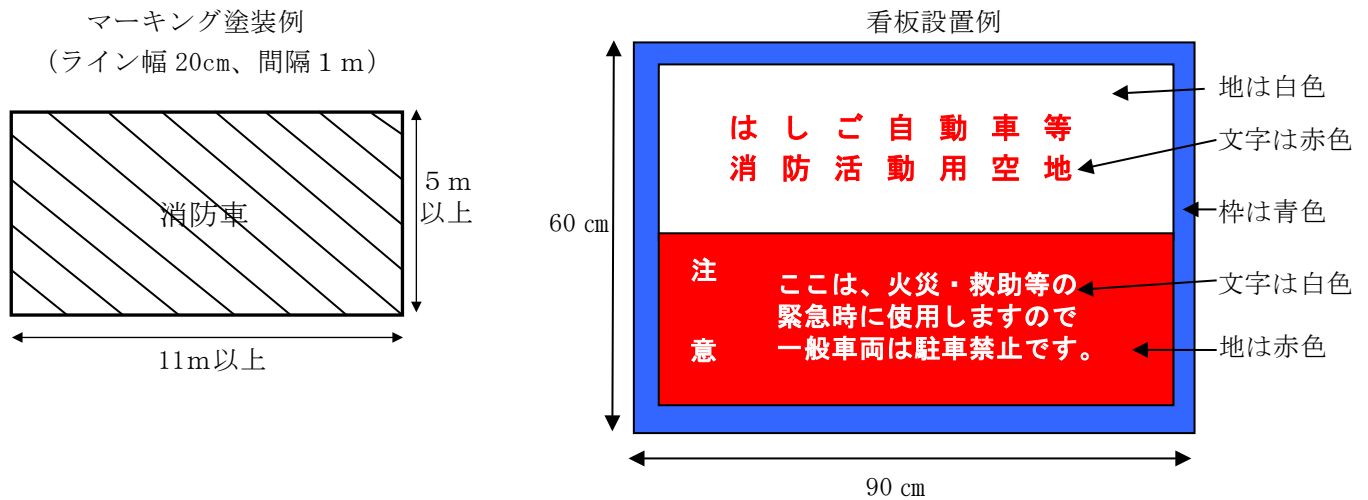 マーキング塗装例
（ライン幅 20㎝、間隔１ｍ）
消防車
５ｍ
以上
11ｍ以上
看板設置例
はしご自動車等
消防活動用空地
注意
ここは、火災・救助等の
緊急時に使用しますので
一般車両は駐車禁止です。
60 ㎝
90 ㎝
地は白色
文字は赤色
枠は青色
文字は白色
地は赤色